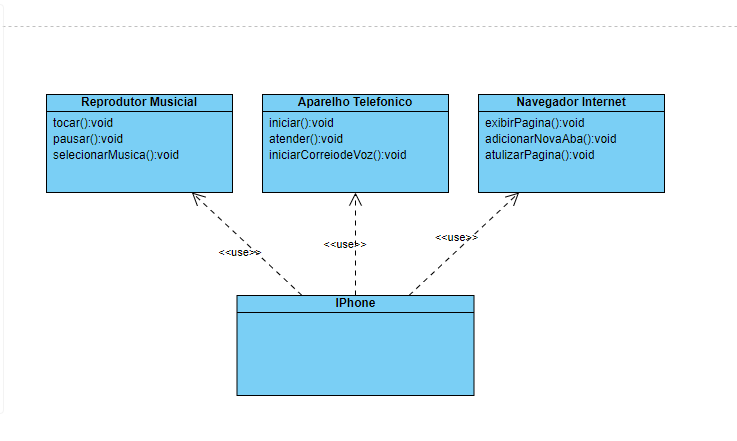 Reprodutor Musicial
tocar():void
pausar():void
selecionarMusica():void
Aparelho Telefonico
iniciar():void
atender():void
iniciarCorreiodeVoz():void
Navegador Internet
exibirPagina():void
adicionarNovaAba():void
atulizarPagina():void
<<use>>
<<use>>
<<use>>
IPhone